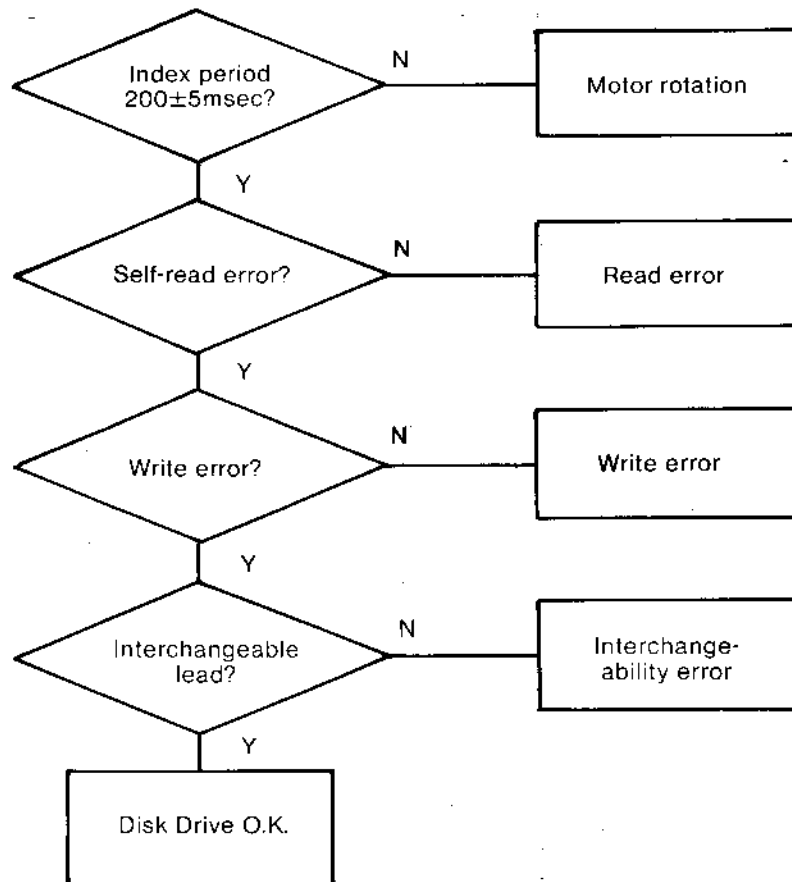 Index period
200±5msec?
N
Motor rotation
Y
Self-read error?
N
Read error
Y
Write error?
N
Write error
Y
Interchangeable
lead?
N
Interchange-
ability error
Y
Disk Drive O.K.